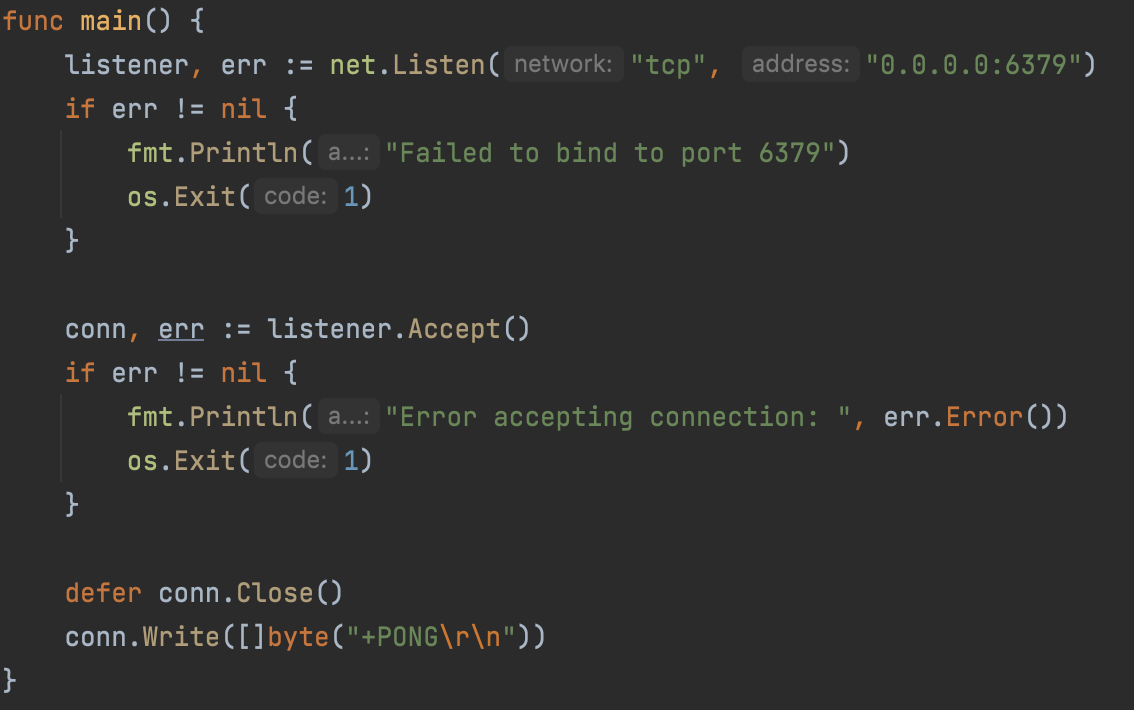 func main() {
    listener, err := net.Listen( network: "tcp",  address: "0.0.0.0:6379")
    if err != nil {
        fmt.Println( a...: "Failed to bind to port 6379")
        os.Exit( code: 1)
    }

    conn, err := listener.Accept()
    if err != nil {
        fmt.Println( a...: "Error accepting connection: ", err.Error())
        os.Exit( code: 1)
    }

    defer conn.Close()
    conn.Write([]byte("+PONG\r\n"))
}